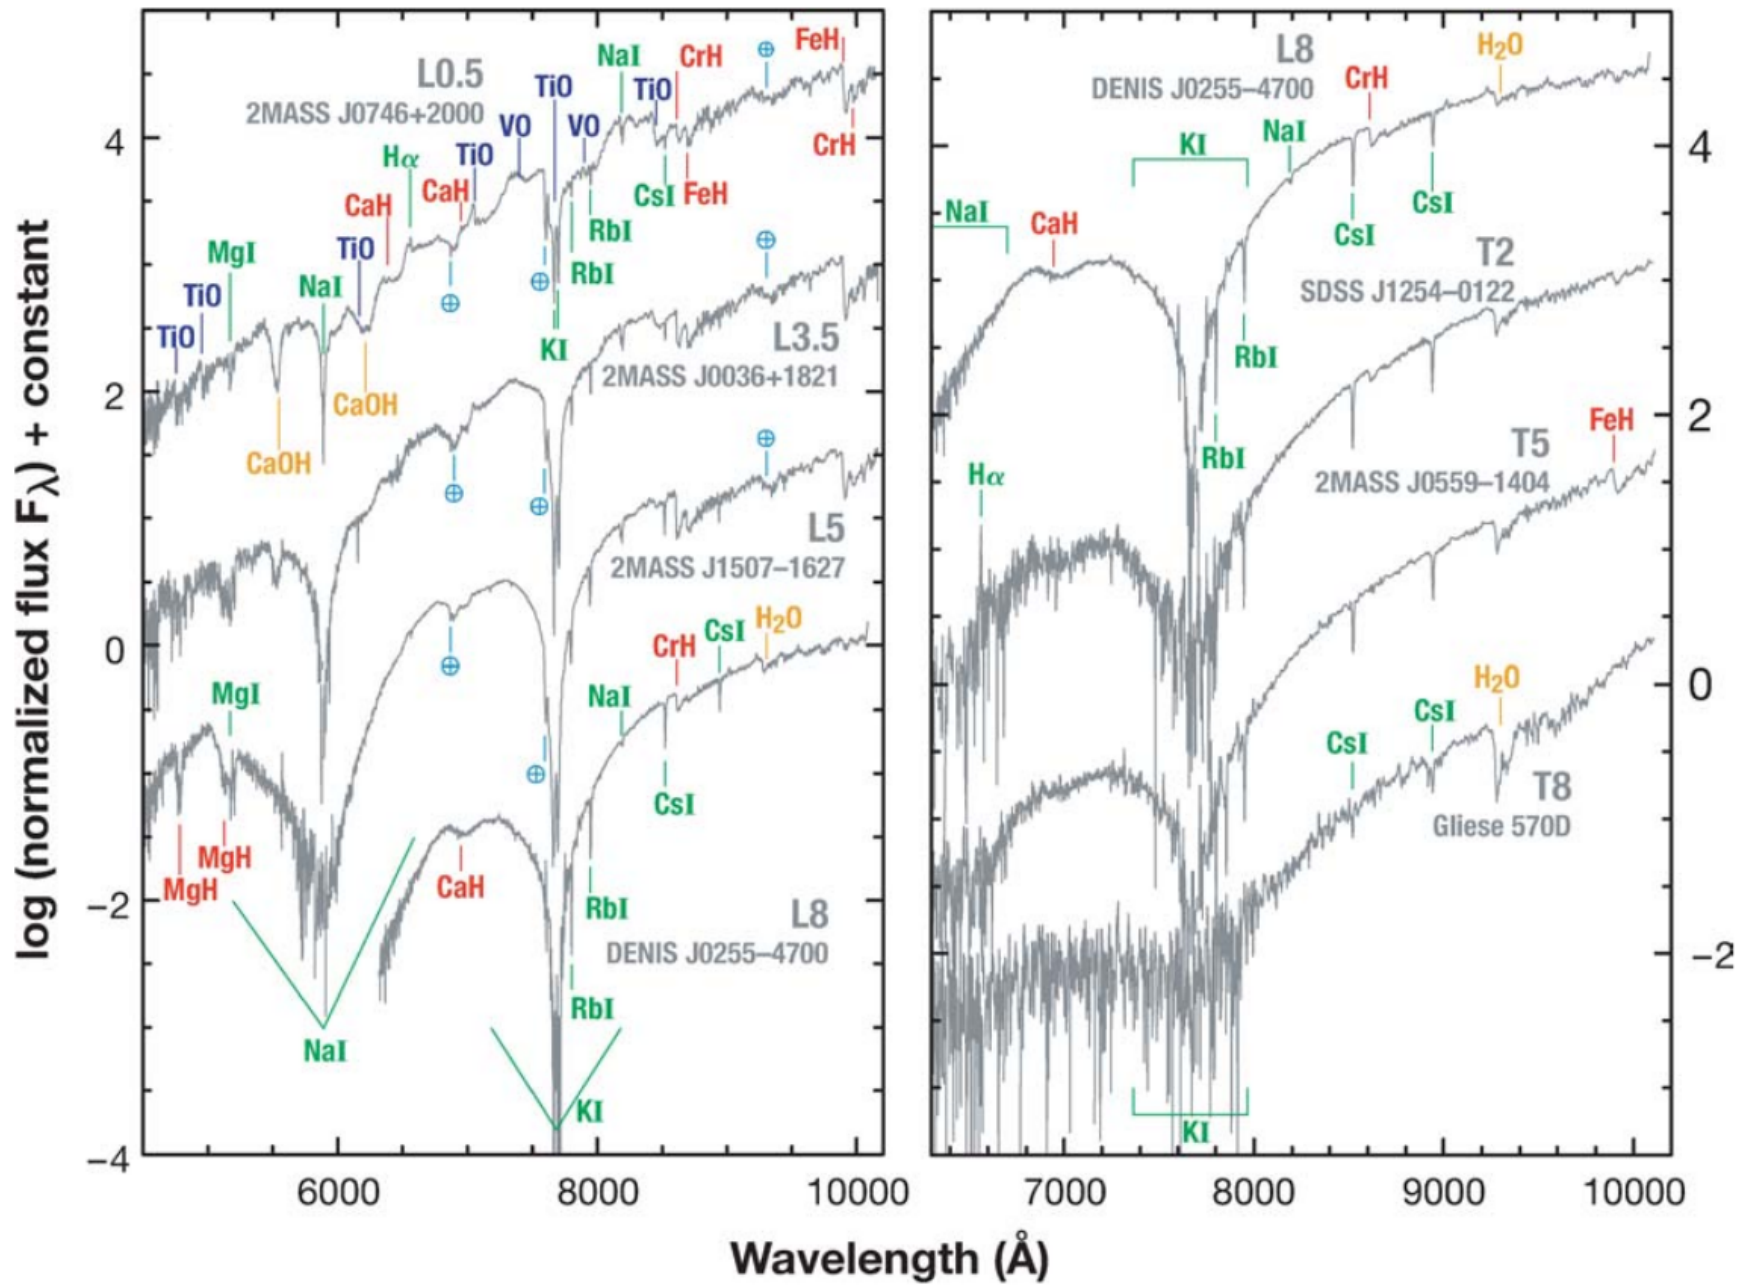 log (normalized flux Fλ) + constant
4
2
0
−2
−4
L0.5
2MASS J0746+2000
TiO
TiO
MgI
CaOH
NaI
TiO
CaOH
CaH
Hα
CaH
TiO
VO
TiO
VO
NaI
TiO
CrH
FeH
CrH
⊕
⊕
⊕
KI
RbI
RbI
CsI
FeH
L3.5
2MASS J0036+1821
⊕
⊕
⊕
L5
2MASS J1507−1627
⊕
⊕
⊕
MgI
MgH
MgH
NaI
CaH
NaI
CrH
CsI
H2O
CsI
RbI
RbI
KI
L8
DENIS J0255−4700
6000
8000
10000
L8
DENIS J0255−4700
NaI
CaH
KI
NaI
CrH
H2O
CsI
CsI
RbI
RbI
T2
SDSS J1254−0122
Hα
T5
2MASS J0559−1404
FeH
CsI
CsI
H2O
T8
Gliese 570D
KI
4
2
0
−2
7000
8000
9000
10000
Wavelength (Å)